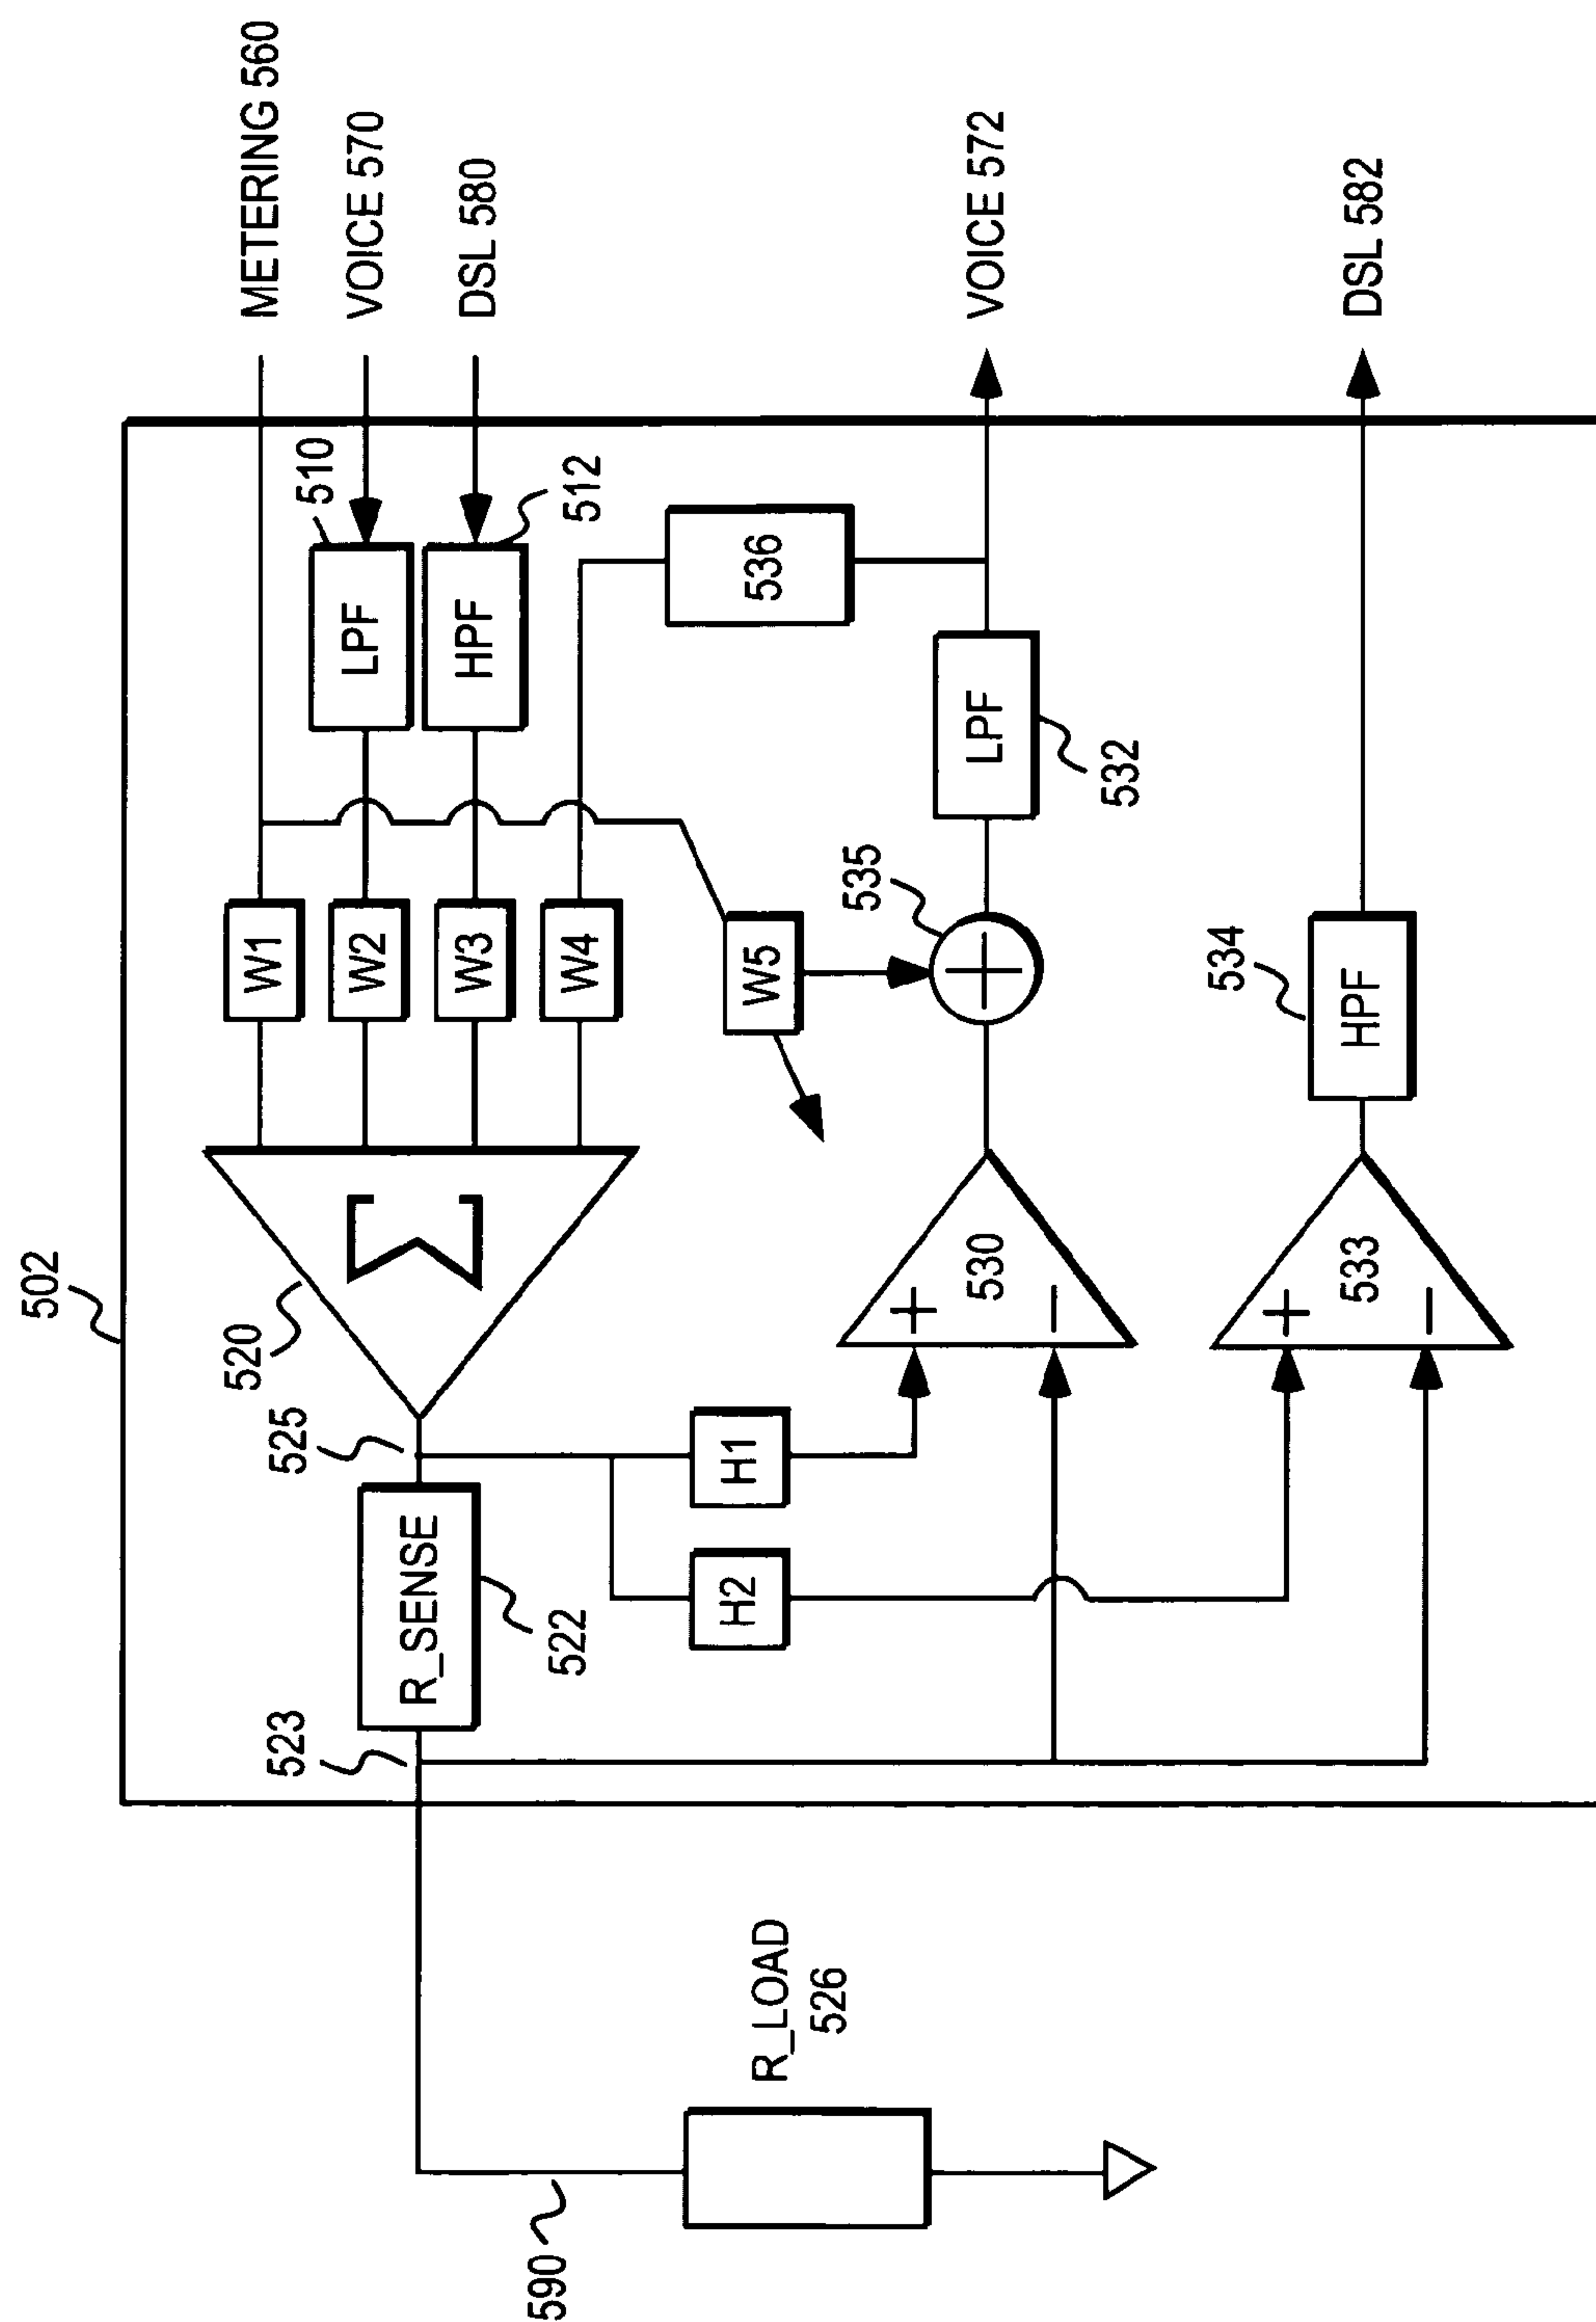 502
METERING 560
VOICE 570
DSL 580
510
LPF
512
HPF
W1
W2
W3
W4
520
Σ
525
R_SENSE
522
523
536
W5
H1
H2
535
+
LPF
532
VOICE 572
+
530
−
534
HPF
DSL 582
+
533
−
590
R_LOAD
526